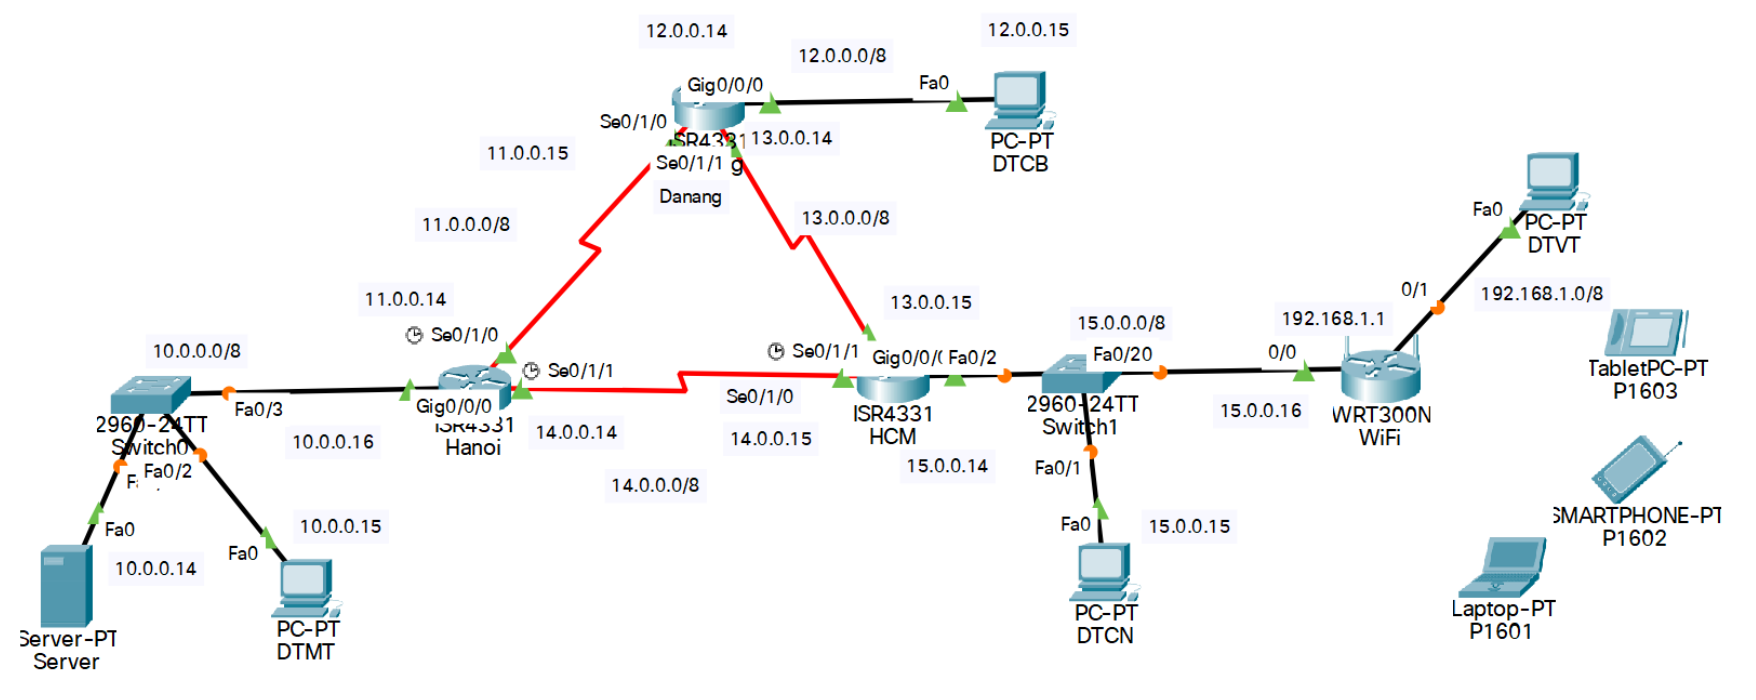 12.0.0.14
12.0.0.15
12.0.0.0/8
Gig0/0/0
Fa0
Se0/1/0
ISR4331
13.0.0.14
PC-PT
DTCB
11.0.0.15
Se0/1/1
g
Danang
11.0.0.0/8
13.0.0.0/8
Fa0
PC-PT
DTVT
11.0.0.14
13.0.0.15
0/1
192.168.1.0/8
Se0/1/0
15.0.0.0/8
192.168.1.1
10.0.0.0/8
Se0/1/1
Se0/1/1
Gig0/0/(
Fa0/2
Fa0/20
0/0
TabletPC-PT
P1603
Fa0/3
Gig0/0/0
Se0/1/0
2960-24TT
Switch0
ISR4331
Hanoi
ISR4331
HCM
2960-24TT
Switch1
15.0.0.16
WRT300N
WiFi
10.0.0.16
14.0.0.14
14.0.0.15
Fa0/2
15.0.0.14
Fa0/1
14.0.0.0/8
SMARTPHONE-PT
P1602
Fa0
10.0.0.15
Fa0
15.0.0.15
Fa0
10.0.0.14
Server-PT
Server
PC-PT
DTMT
PC-PT
DTCN
Laptop-PT
P1601